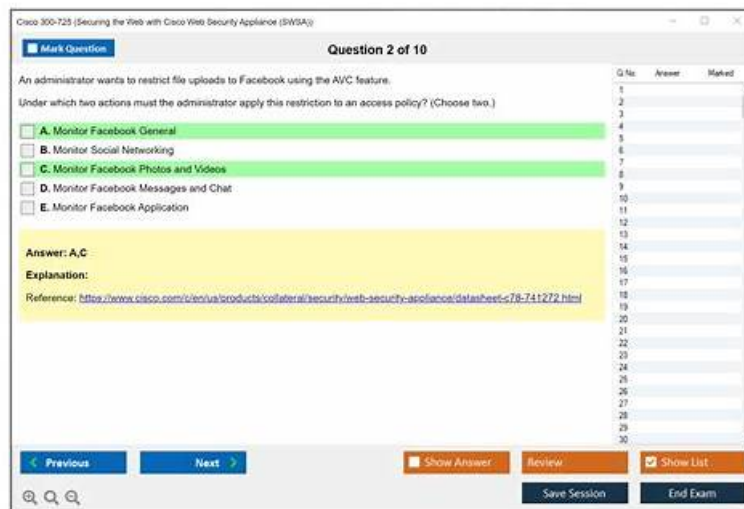 Cisco 300-725 (Securing the Web with Cisco Web Security Appliance (SWSA))
Mark Question
Question 2 of 10
An administrator wants to restrict file uploads to Facebook using the AVC feature.
Under which two actions must the administrator apply this restriction to an access policy? (Choose two.)
A. Monitor Facebook General
B. Monitor Social Networking
C. Monitor Facebook Photos and Videos
D. Monitor Facebook Messages and Chat
E. Monitor Facebook Application
Answer: A,C
Explanation:
Reference: https://www.cisco.com/c/en/us/products/collateral/security/web-security-appliance/datasheet-c78-741272.html
Q.No Answer Marked
1
2
3
4
5
6
7
8
9
10
11
12
13
14
15
16
17
18
19
20
21
22
23
24
25
26
27
28
29
30
Previous
Next
Show Answer
Review
Show List
Save Session
End Exam